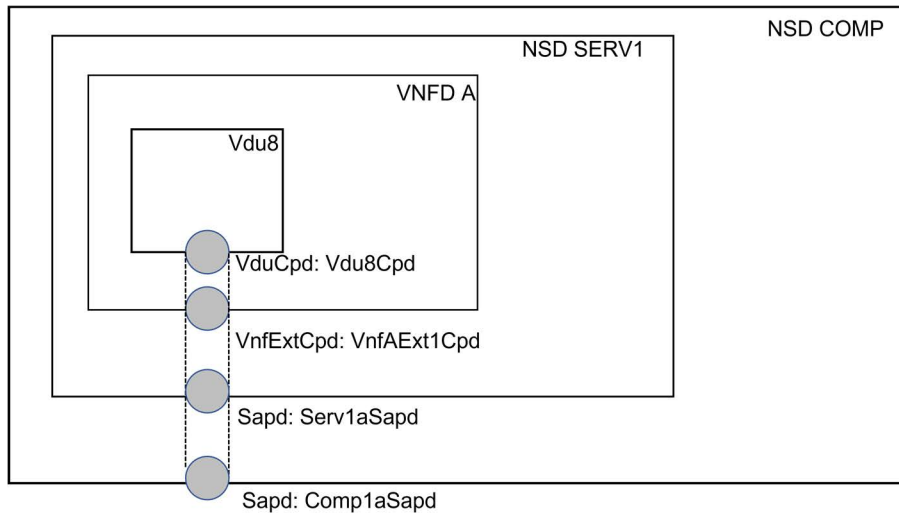 NSD COMP
NSD SERV1
VNFD A
Vdu8
VduCpd: Vdu8Cpd
VnfExtCpd: VnfAExt1Cpd
Sapd: Serv1aSapd
Sapd: Comp1aSapd